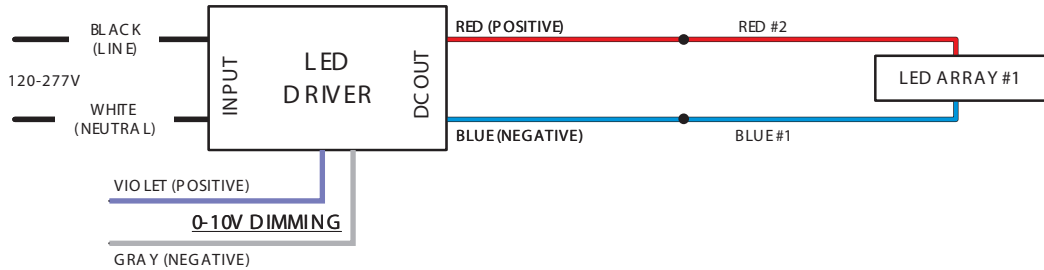 BLACK
(LINE)
120-277V
WHITE
(NEUTRAL)
INPUT
LED
DRIVER
DC OUT
RED (POSITIVE)
RED #2
LED ARRAY #1
BLUE (NEGATIVE)
BLUE #1
VIOLET (POSITIVE)
0-10V DIMMING
GRAY (NEGATIVE)